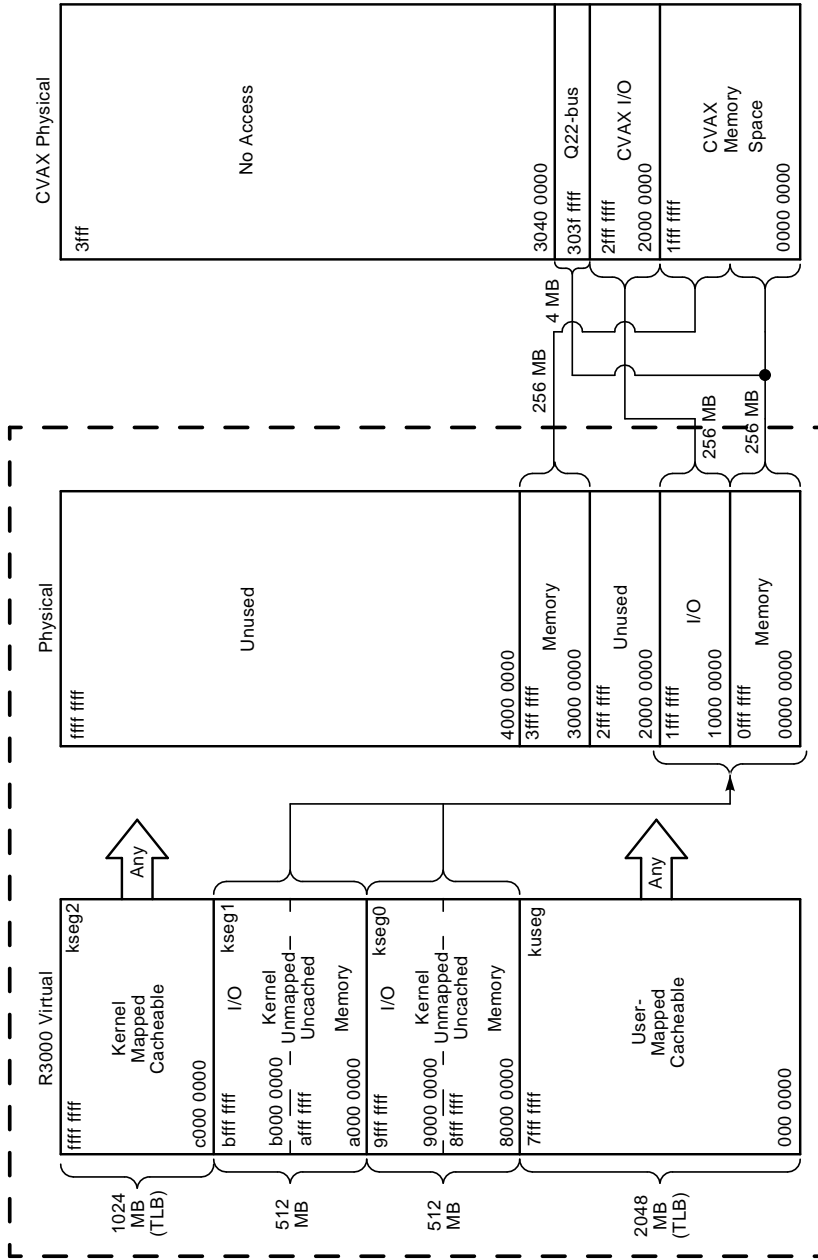 R3000 Virtual
1024
MB
(TLB)
ffff ffff
kseg2
Kernel
Mapped
Cacheable
c000 0000
Any
512
MB
bfff ffff
kseg1
I/O
b000 0000
Kernel
Unmapped
Uncached
afff ffff
Memory
a000 0000
512
MB
9fff ffff
kseg0
I/O
9000 0000
Kernel
Unmapped
Uncached
8fff ffff
Memory
8000 0000
2048
MB
(TLB)
7fff ffff
kuseg
User-
Mapped
Cacheable
000 0000
Any
Physical
ffff ffff
Unused
4000 0000
3fff ffff
Memory
3000 0000
2fff ffff
Unused
2000 0000
1fff ffff
I/O
1000 0000
0fff ffff
Memory
0000 0000
256 MB
4 MB
256 MB
256 MB
CVAX Physical
3fff
No Access
3040 0000
303f ffff
Q22-bus
2fff ffff
CVAX I/O
2000 0000
1fff ffff
CVAX
Memory
Space
0000 0000